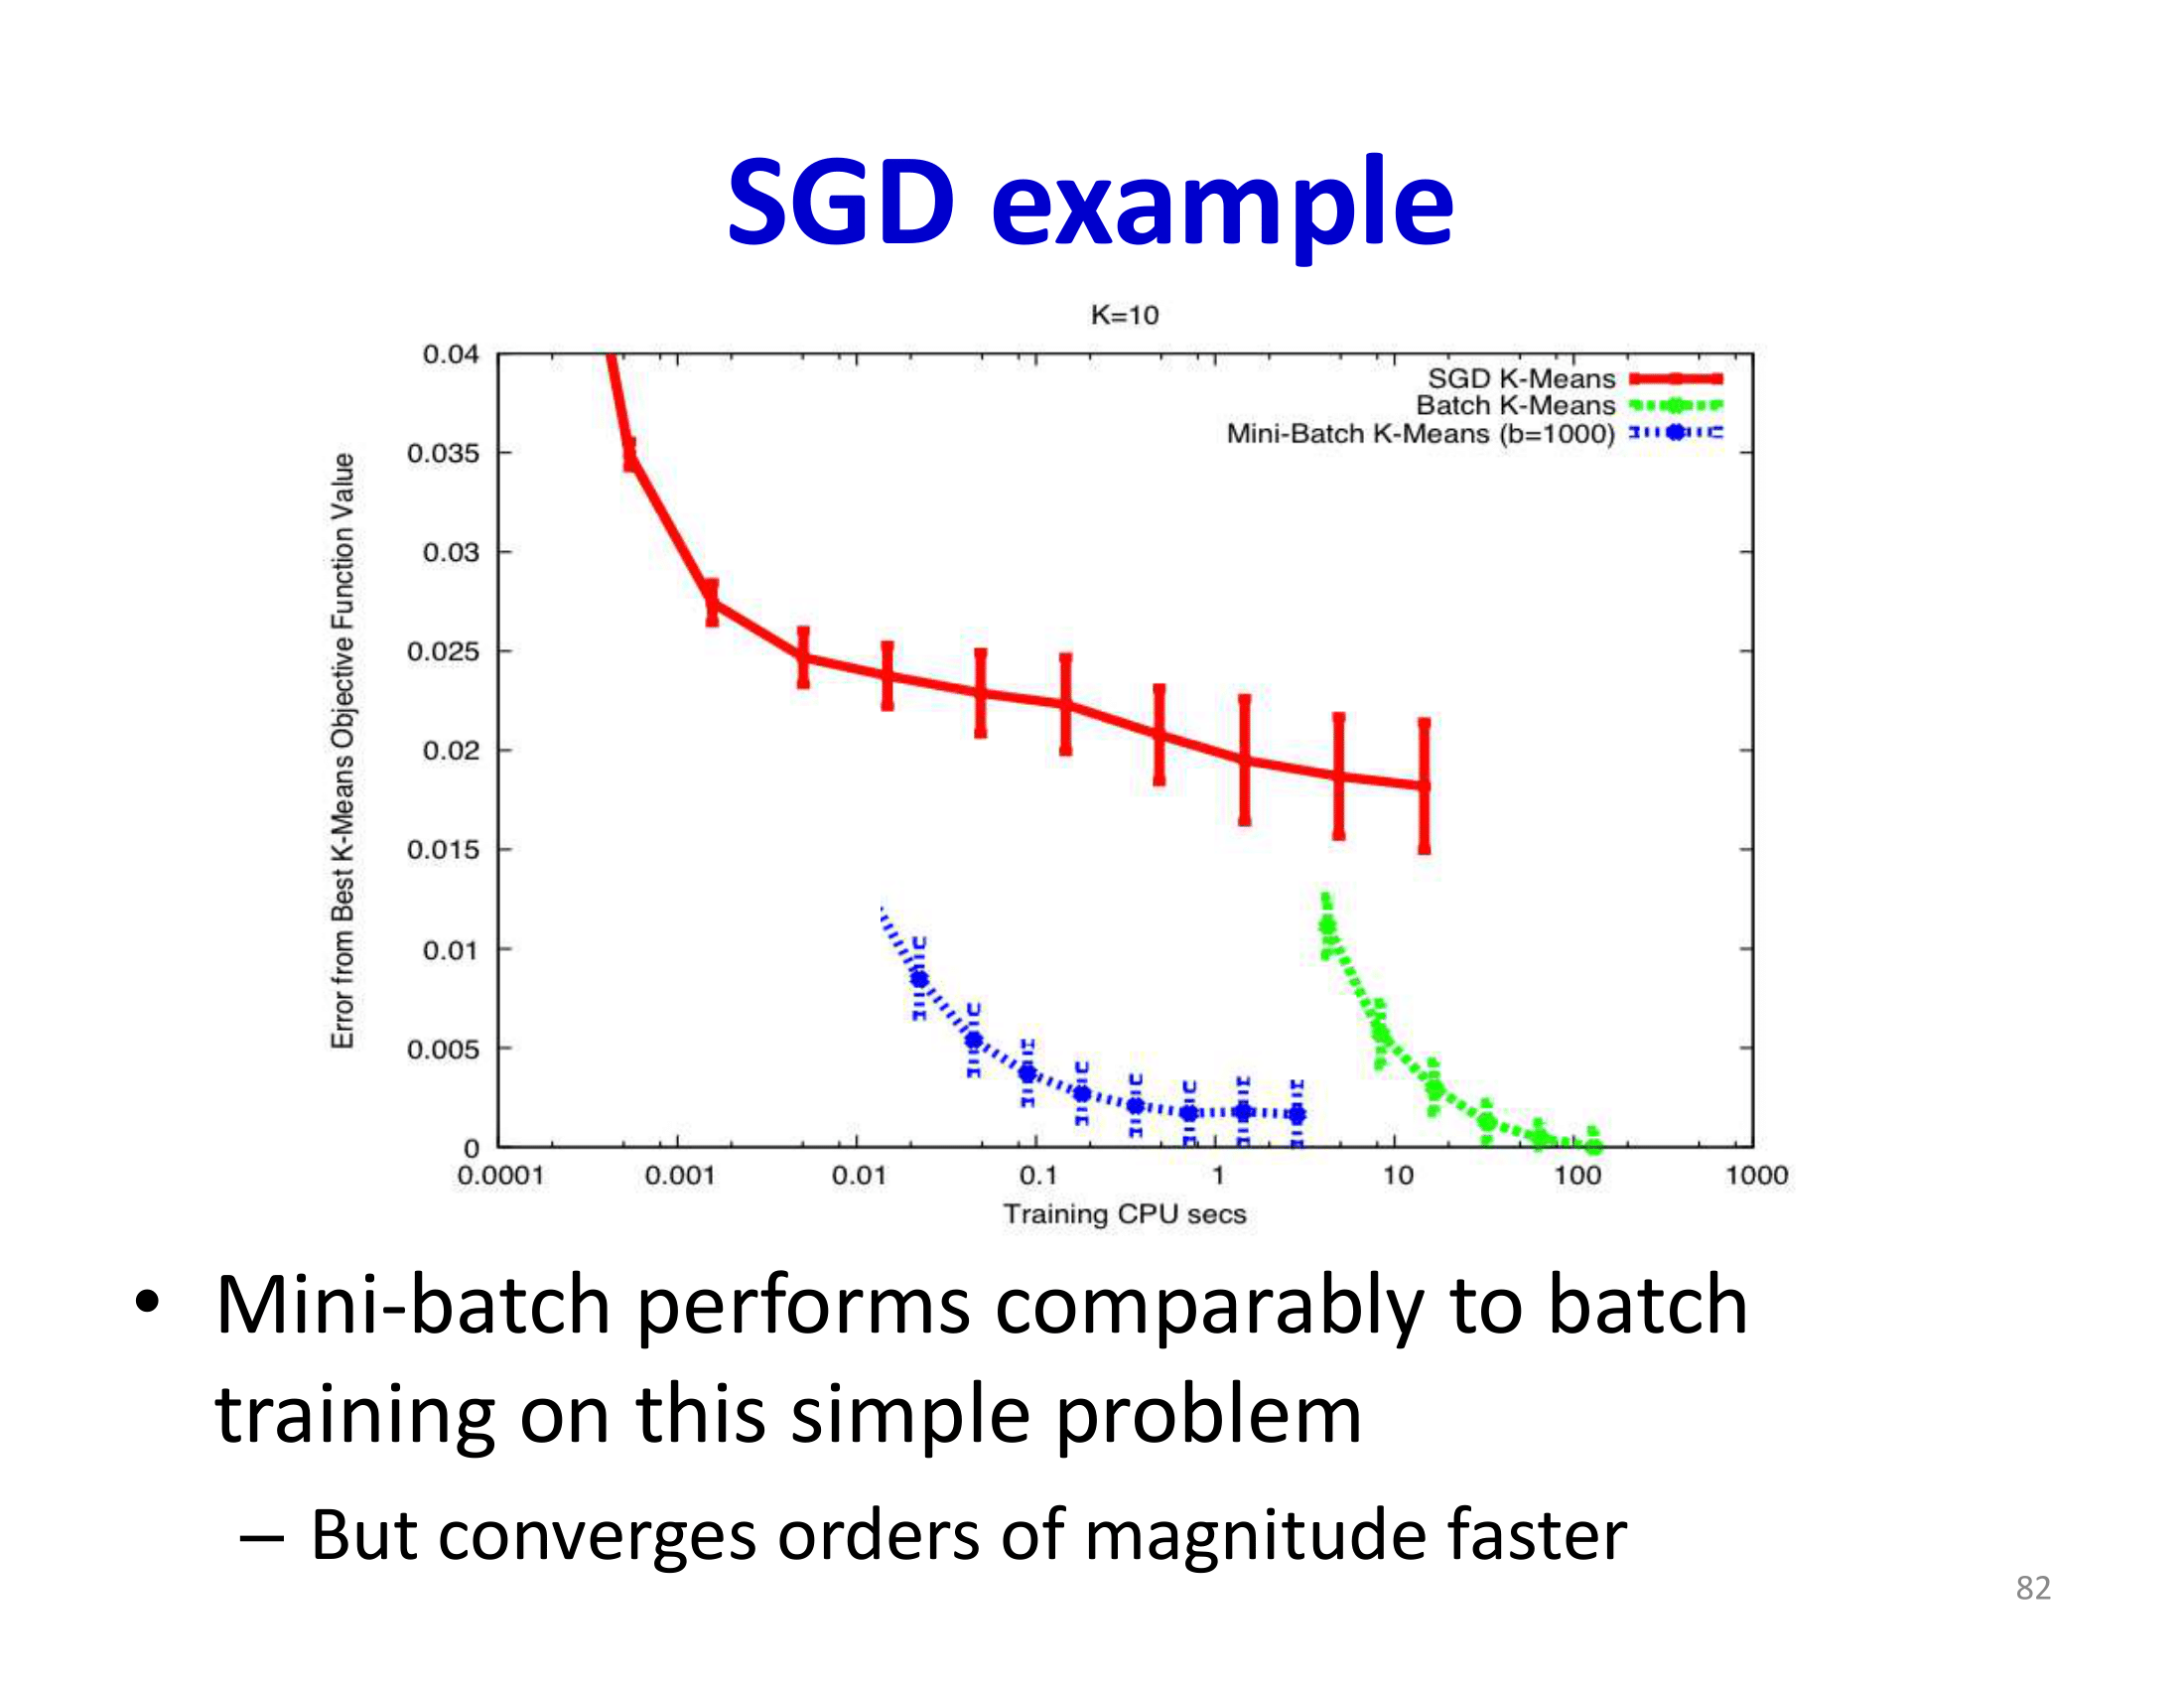 SGD example
K=10
0.04
0.035
0.03
0.025
0.02
0.015
0.01
0.005
0
Error from Best K-Means Objective Function Value
SGD K-Means
Batch K-Means
Mini-Batch K-Means (b=1000)
0.0001 0.001 0.01 0.1 1 10 100 1000
Training CPU secs
• Mini-batch performs comparably to batch
training on this simple problem
– But converges orders of magnitude faster
82